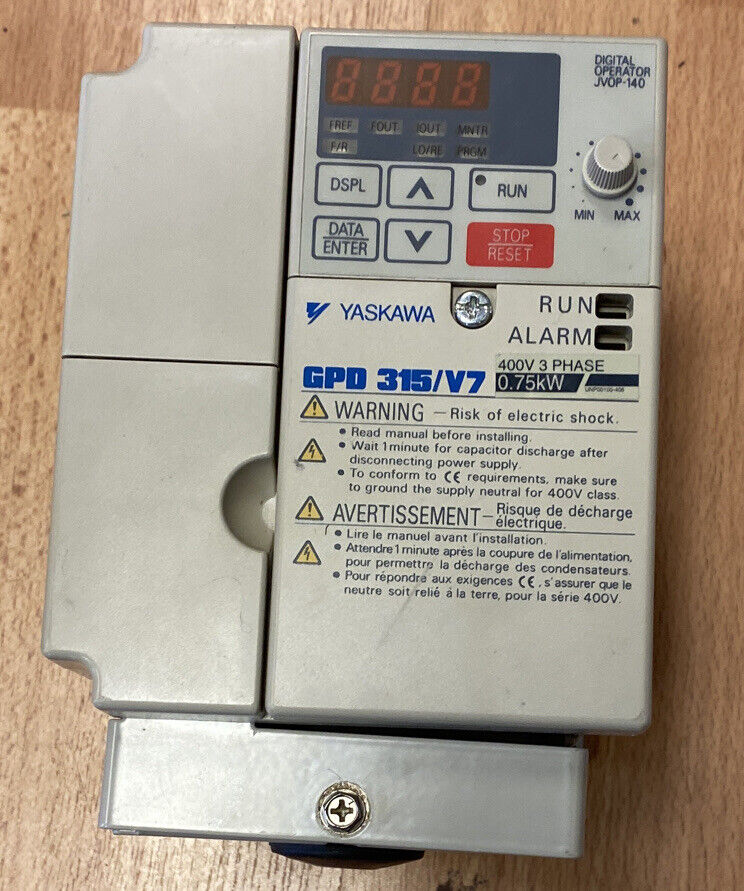 8888
DIGITAL
OPERATOR
JVOP-140
FREF FOUT IOUT MNTR
F/R LO/RE PRGM
DSPL
RUN
MIN MAX
DATA
ENTER
STOP
RESET
YASKAWA
RUN
ALARM
GPD 315/V7
400V 3 PHASE
0.75kW
WARNING – Risk of electric shock.
• Read manual before installing.
• Wait 1 minute for capacitor discharge after
disconnecting power supply.
• To conform to CE requirements, make sure
to ground the supply neutral for 400V class.
AVERTISSEMENT – Risque de décharge
électrique.
• Lire le manuel avant l'installation.
• Attendre 1 minute après la coupure de l'alimentation,
pour permettre la décharge des condensateurs.
• Pour répondre aux exigences CE, s'assurer que le
neutre soit relié à la terre, pour la série 400V.